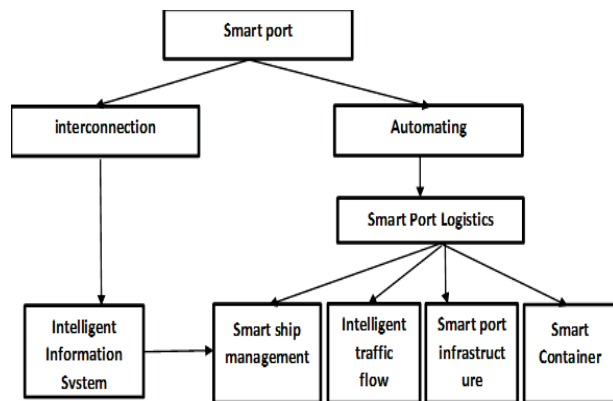 Smart port
interconnection
Automating
Smart Port Logistics
Intelligent
Information
System
Smart ship
management
Intelligent
traffic
flow
Smart port
infrastruct
ure
Smart
Container